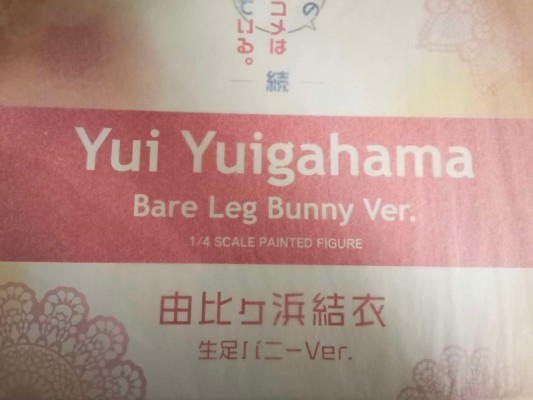 の
コメは
ている。
続
Yui Yuigahama
Bare Leg Bunny Ver.
1/4 SCALE PAINTED FIGURE
由比ヶ浜結衣
生足バニーVer.